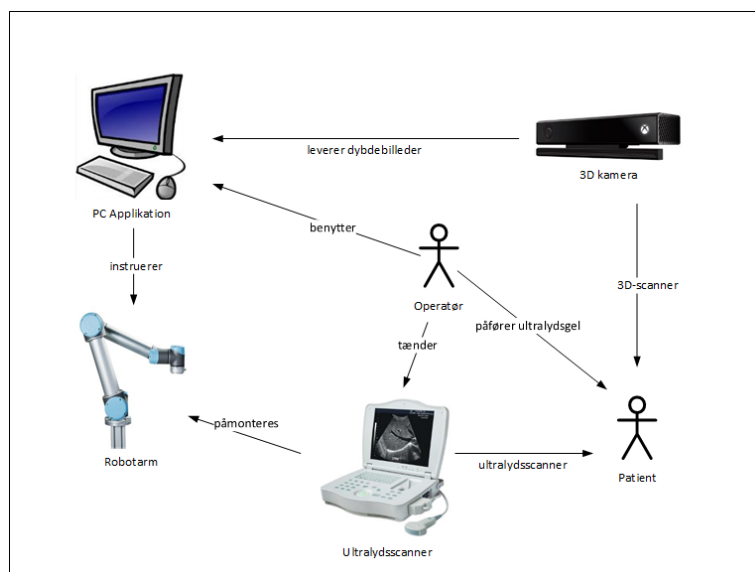 leverer dybdebilleder
3D kamera
PC Applikation
benytter
instruerer
3D-scanner
Operatør
påfører ultralydsgel
tænder
påmonteres
Robotarm
ultralydsscanner
Patient
Ultralydsscanner